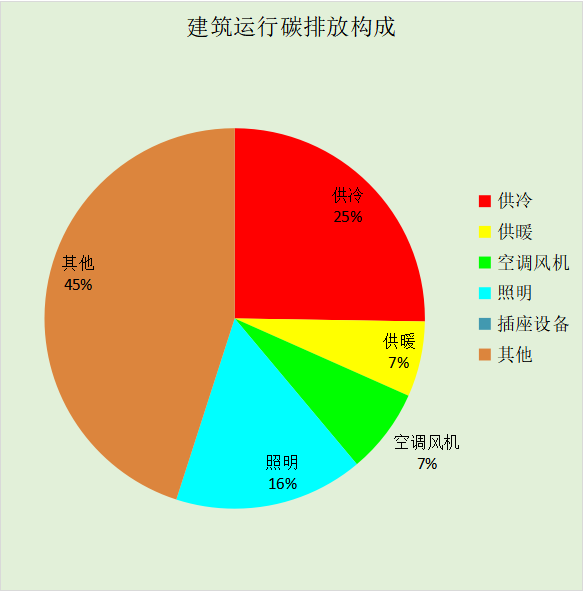 建筑运行碳排放构成
供冷
25%
供暖
7%
空调风机
7%
照明
16%
其他
45%
供冷
供暖
空调风机
照明
插座设备
其他